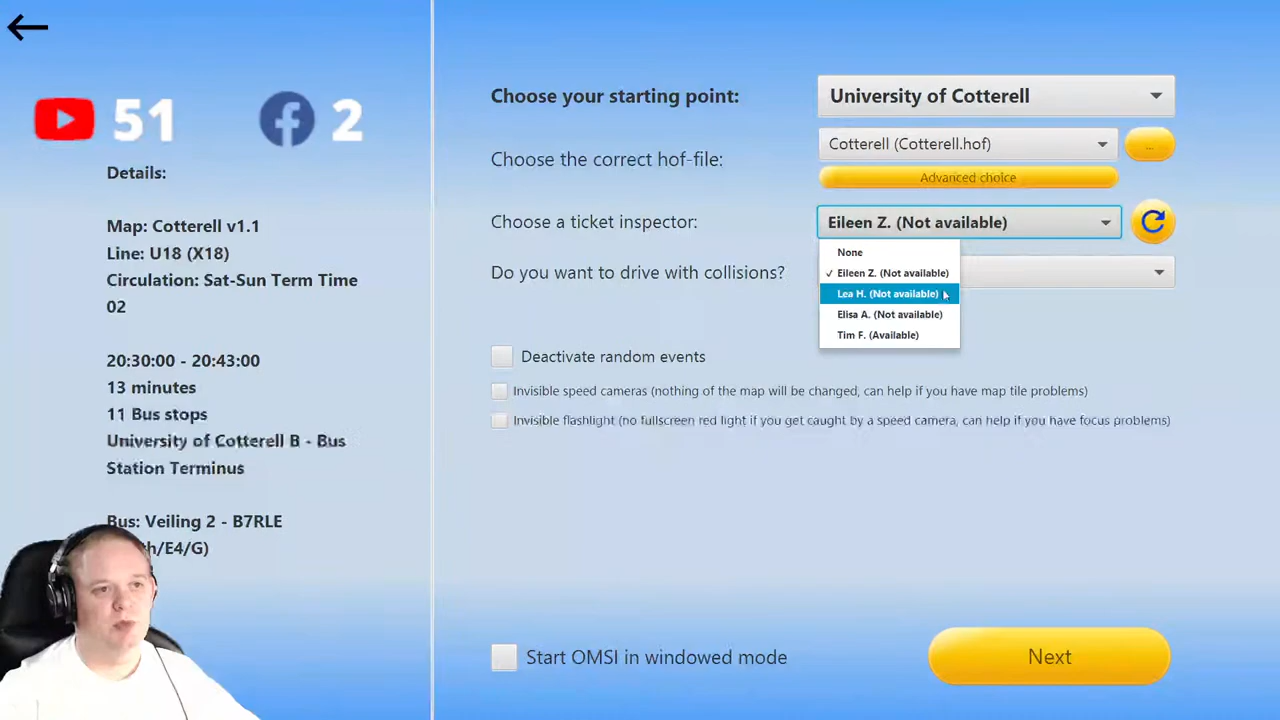 51
2
Details:
Map: Cotterell v1.1
Line: U18 (X18)
Circulation: Sat-Sun Term Time
02
20:30:00 - 20:43:00
13 minutes
11 Bus stops
University of Cotterell B - Bus
Station Terminus
Bus: Veiling 2 - B7RLE
th/E4/G)
Choose your starting point:
University of Cotterell
Choose the correct hof-file:
Cotterell (Cotterell.hof)
...
Advanced choice
Choose a ticket inspector:
Eileen Z. (Not available)
None
✓ Eileen Z. (Not available)
Lea H. (Not available)
Elisa A. (Not available)
Tim F. (Available)
Do you want to drive with collisions?
Deactivate random events
Invisible speed cameras (nothing of the map will be changed, can help if you have map tile problems)
Invisible flashlight (no fullscreen red light if you get caught by a speed camera, can help if you have focus problems)
Start OMSI in windowed mode
Next